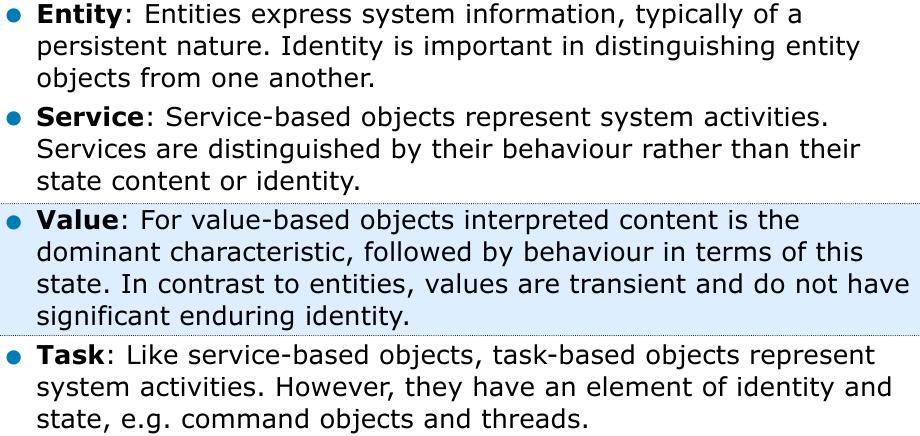 ● Entity: Entities express system information, typically of a
persistent nature. Identity is important in distinguishing entity
objects from one another.
● Service: Service-based objects represent system activities.
Services are distinguished by their behaviour rather than their
state content or identity.
● Value: For value-based objects interpreted content is the
dominant characteristic, followed by behaviour in terms of this
state. In contrast to entities, values are transient and do not have
significant enduring identity.
● Task: Like service-based objects, task-based objects represent
system activities. However, they have an element of identity and
state, e.g. command objects and threads.